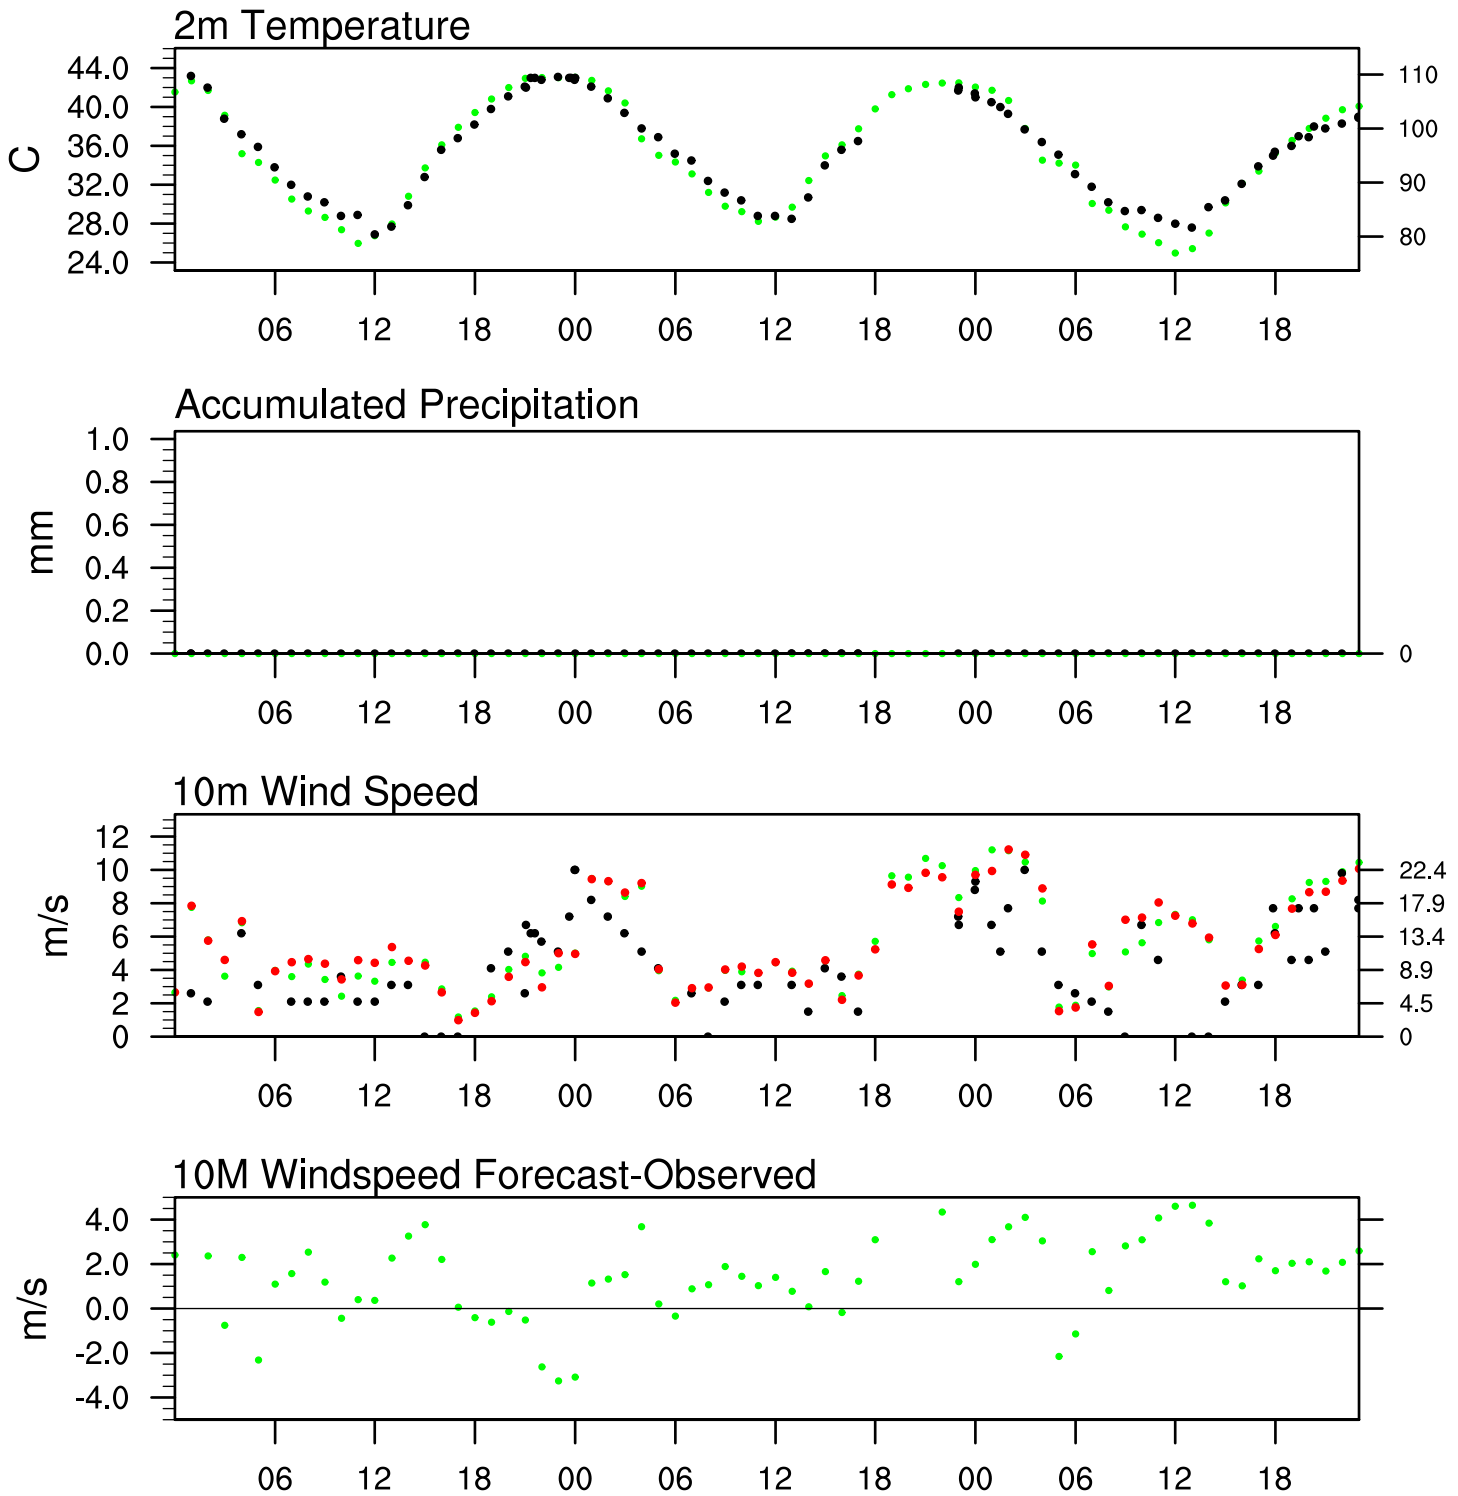 2m Temperature
C
44.0
40.0
36.0
32.0
28.0
24.0
110
100
90
80
06 12 18 00 06 12 18 00 06 12 18
Accumulated Precipitation
mm
1.0
0.8
0.6
0.4
0.2
0.0
0
06 12 18 00 06 12 18 00 06 12 18
10m Wind Speed
m/s
12
10
8
6
4
2
0
22.4
17.9
13.4
8.9
4.5
0
06 12 18 00 06 12 18 00 06 12 18
10M Windspeed Forecast-Observed
m/s
4.0
2.0
0.0
-2.0
-4.0
06 12 18 00 06 12 18 00 06 12 18